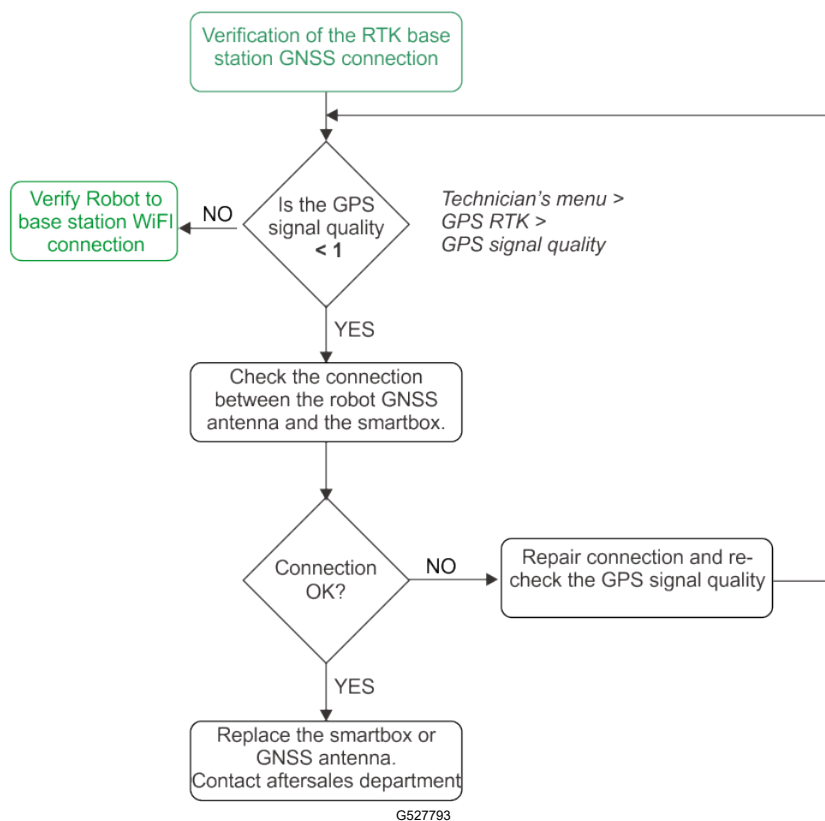 Verification of the RTK base
station GNSS connection
Verify Robot to
base station WiFI
connection
NO
Is the GPS
signal quality
< 1
Technician's menu >
GPS RTK >
GPS signal quality
YES
Check the connection
between the robot GNSS
antenna and the smartbox.
Connection
OK?
NO
Repair connection and re-
check the GPS signal quality
YES
Replace the smartbox or
GNSS antenna.
Contact aftersales department
G527793